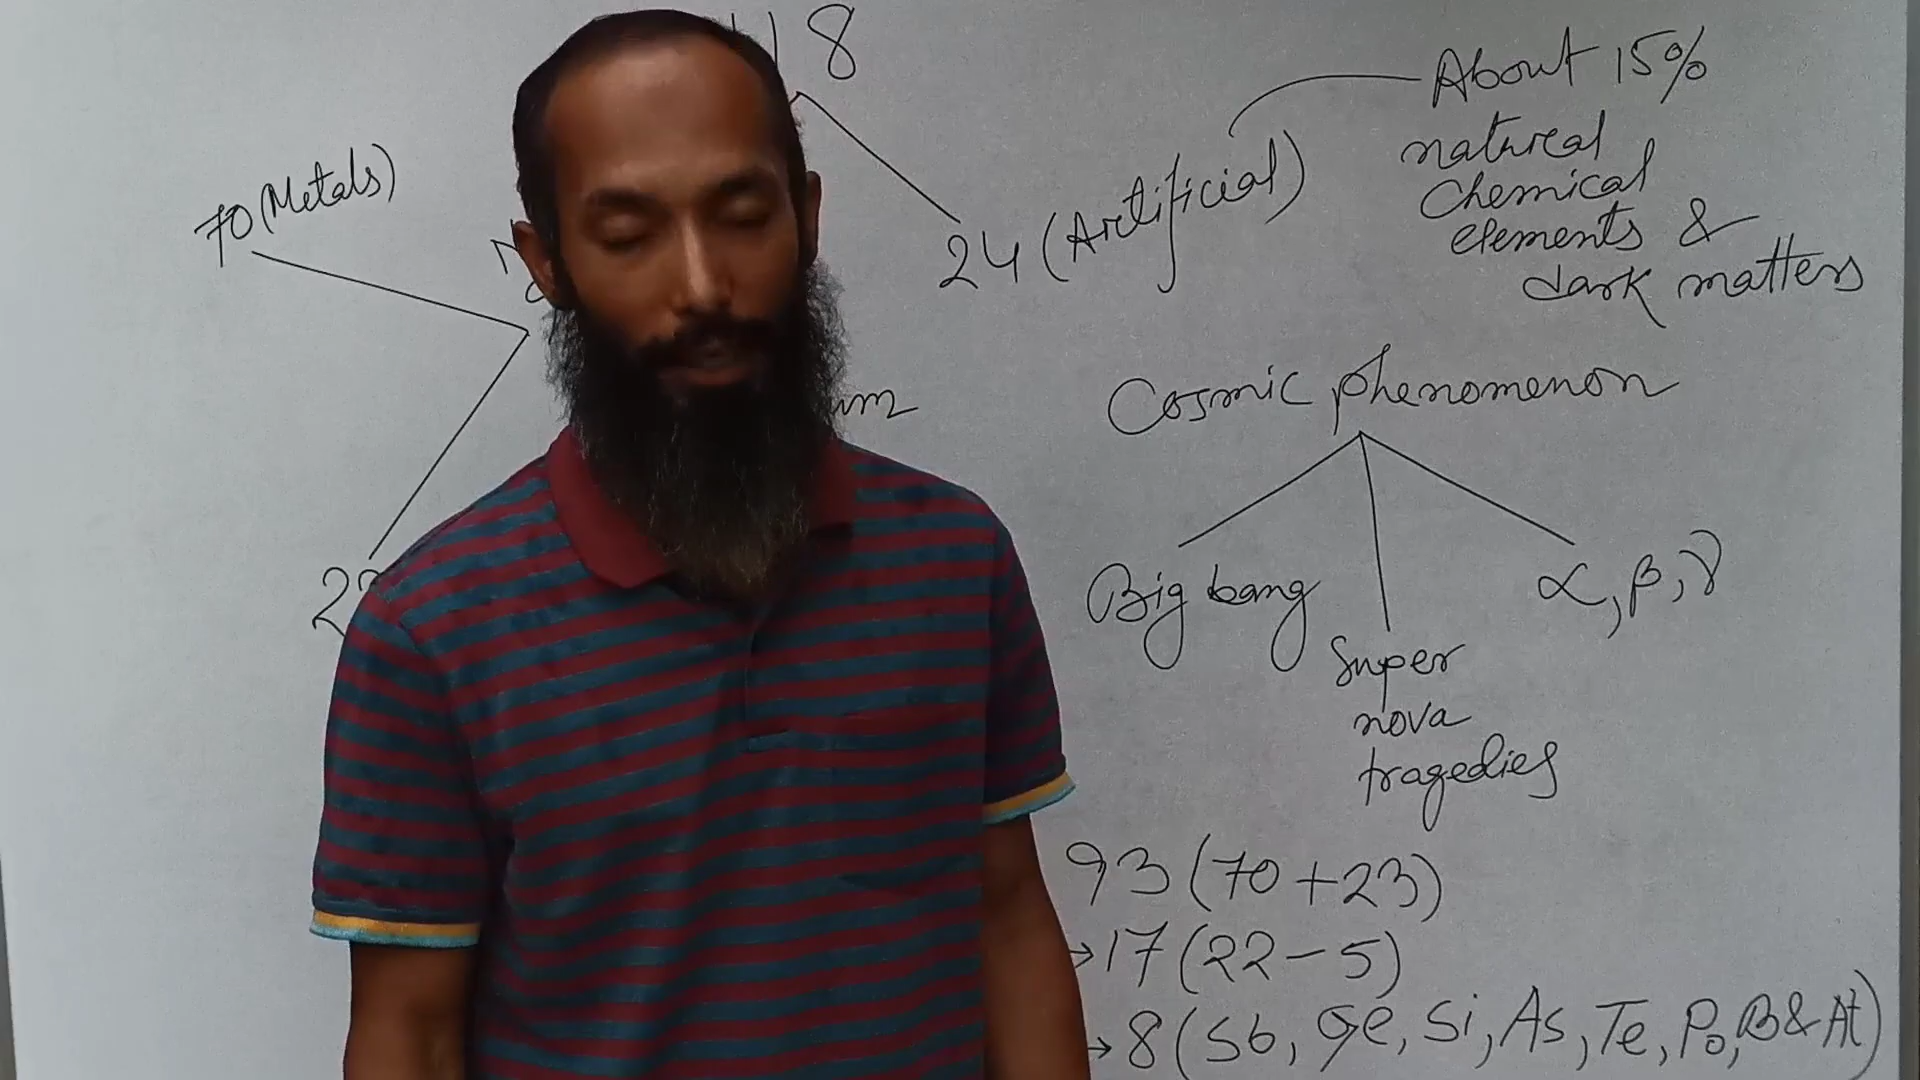 118
About 15%
natural
chemical
elements &
dark matters
70 (Metals)
24 (Artificial)
Cosmic phenomenon
Big bang
α, β, γ
Super
nova
tragedies
93 (70 + 23)
→ 17 (22 - 5)
→ 8 (Sb, Ge, Si, As, Te, Po, B & At)